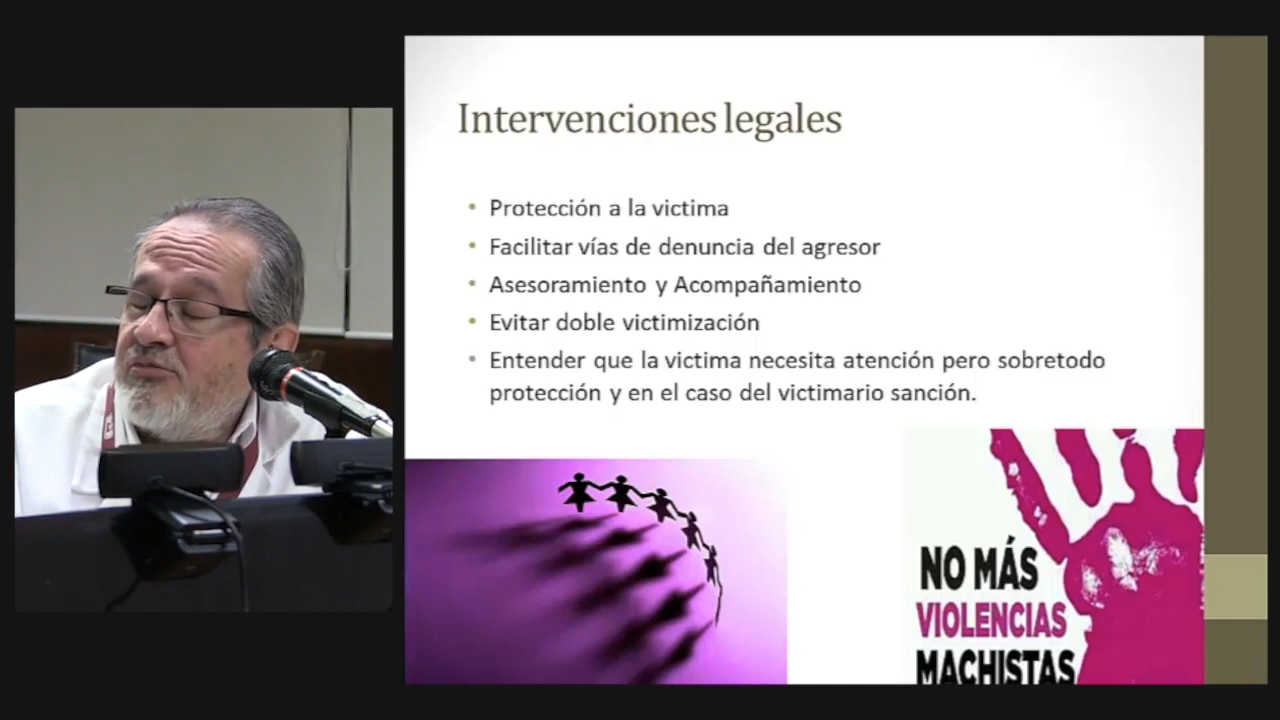 Intervenciones legales
Protección a la victima
Facilitar vías de denuncia del agresor
Asesoramiento y Acompañamiento
Evitar doble victimización
Entender que la victima necesita atención pero sobretodo
protección y en el caso del victimario sanción.
NO MÁS
VIOLENCIAS
MACHISTAS